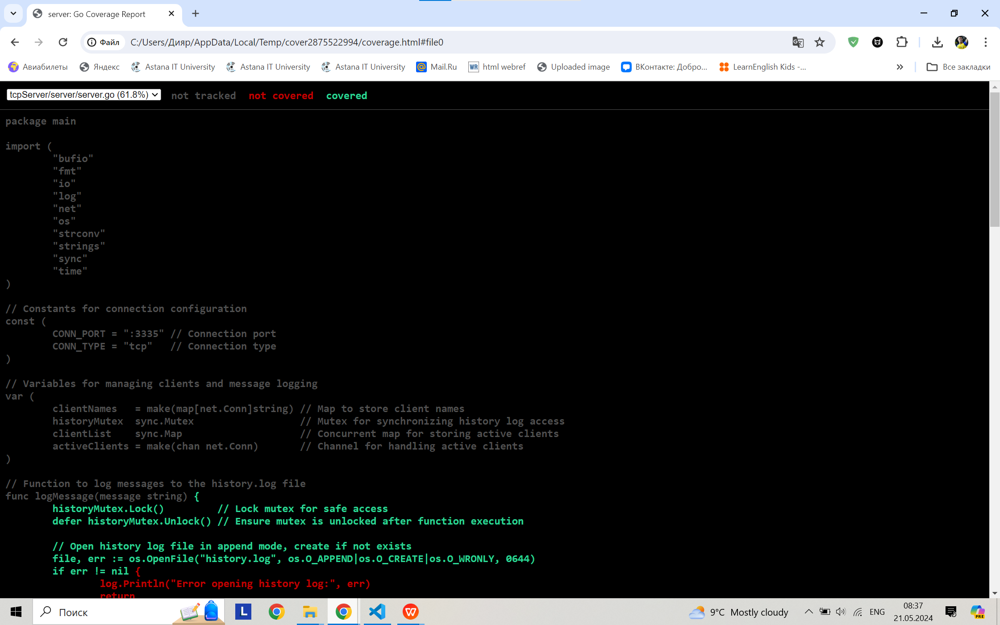 server: Go Coverage Report
Файл C:/Users/Дияр/AppData/Local/Temp/cover2875522994/coverage.html#file0
Авиабилеты Яндекс Astana IT University Astana IT University Astana IT University Mail.Ru WR html webref Uploaded image ВКонтакте: Добро... LearnEnglish Kids -... » Все закладки
tcpServer/server/server.go (61.8%) not tracked not covered covered
package main
import (
"bufio"
"fmt"
"io"
"log"
"net"
"os"
"strconv"
"strings"
"sync"
"time"
)
// Constants for connection configuration
const (
CONN_PORT = ":3335" // Connection port
CONN_TYPE = "tcp" // Connection type
)
// Variables for managing clients and message logging
var (
clientNames = make(map[net.Conn]string) // Map to store client names
historyMutex sync.Mutex // Mutex for synchronizing history log access
clientList sync.Map // Concurrent map for storing active clients
activeClients = make(chan net.Conn) // Channel for handling active clients
)
// Function to log messages to the history.log file
func logMessage(message string) {
historyMutex.Lock() // Lock mutex for safe access
defer historyMutex.Unlock() // Ensure mutex is unlocked after function execution
// Open history log file in append mode, create if not exists
file, err := os.OpenFile("history.log", os.O_APPEND|os.O_CREATE|os.O_WRONLY, 0644)
if err != nil {
log.Println("Error opening history log:", err)
return
Поиск L W 9°C Mostly cloudy ENG 08:37
21.05.2024 PRE